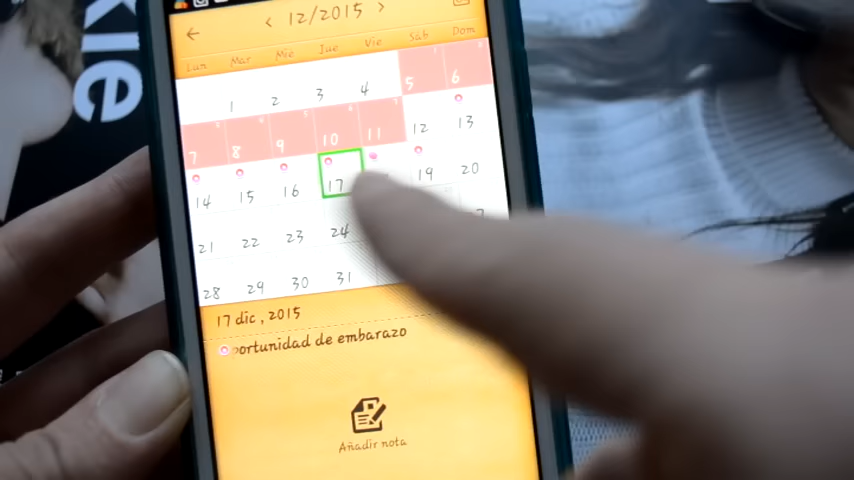 < 12/2015 >
Lun Mar Mie Jue Vie Sáb Dom
1 2 3 4 5 6
7 8 9 10 11 12 13
14 15 16 17 19 20
21 22 23 24
28 29 30 31
17 dic , 2015
portunidad de embarazo
Añadir nota
kie